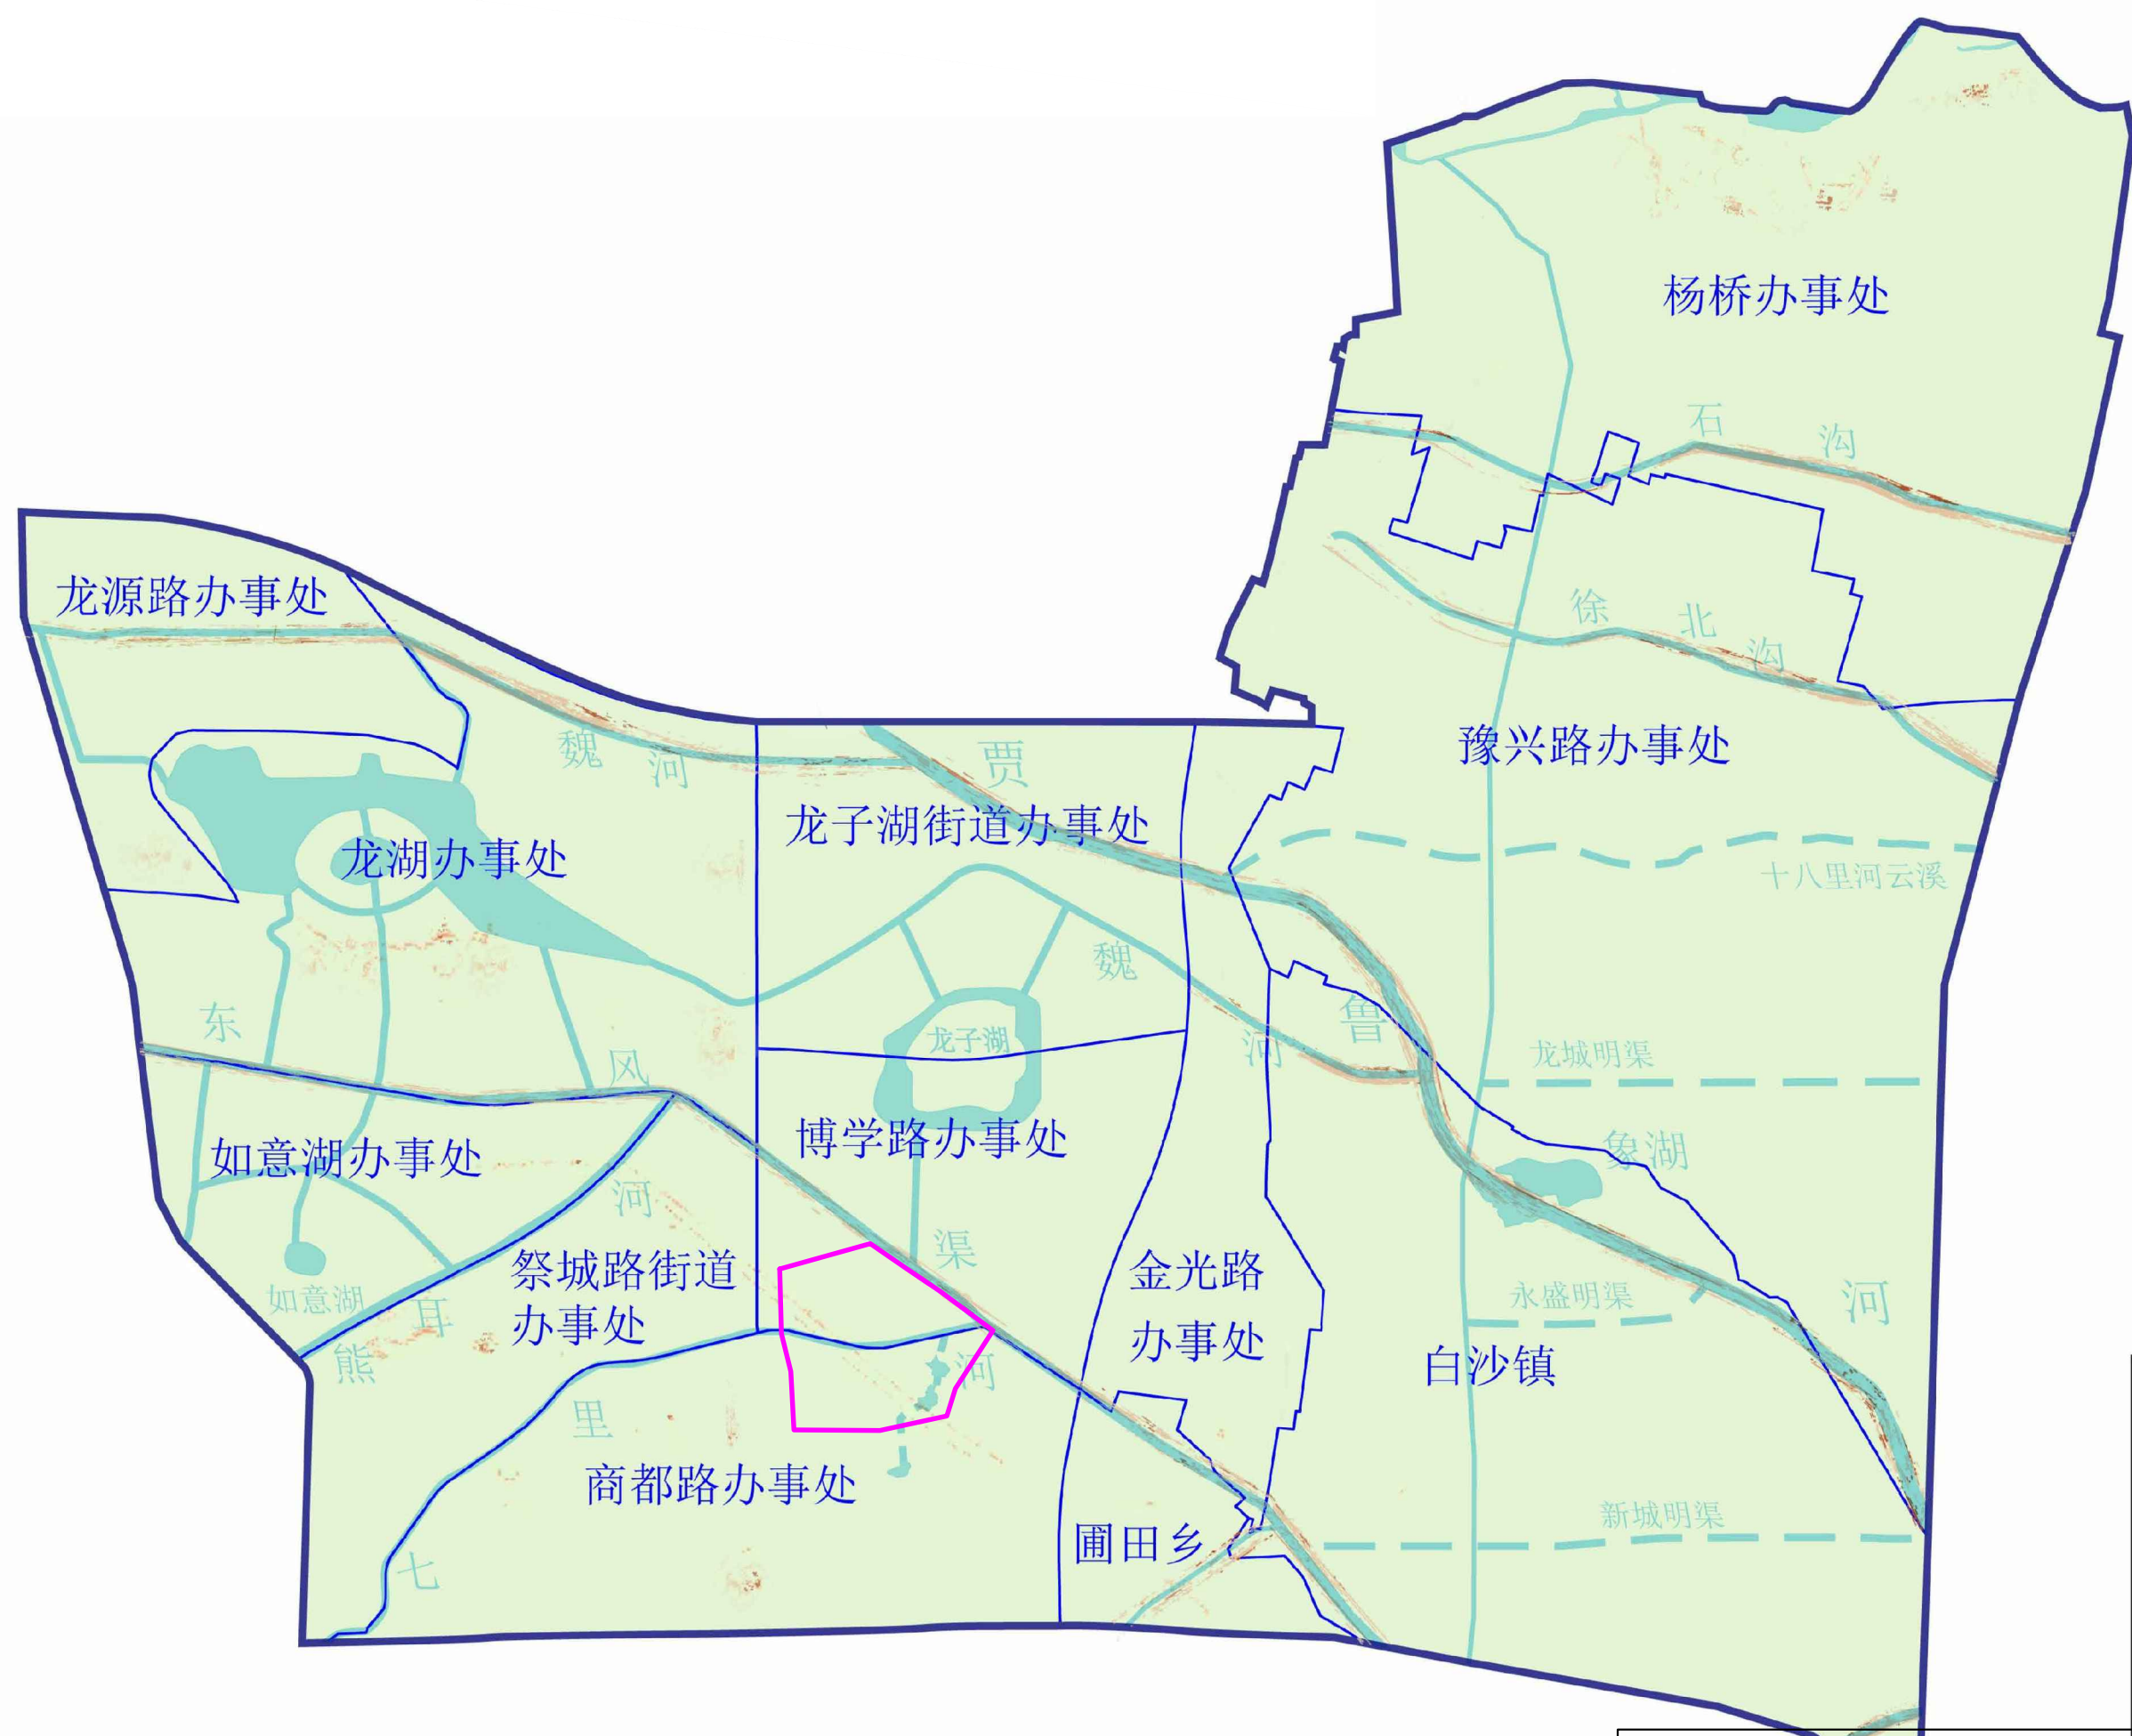 杨桥办事处
石沟
龙源路办事处
徐北沟
豫兴路办事处
魏河
贾
龙子湖街道办事处
龙湖办事处
十八里河云溪
魏
东
鲁
龙子湖
河
龙城明渠
风
博学路办事处
如意湖办事处
象湖
河
渠
祭城路街道
办事处
金光路
办事处
如意湖
耳
永盛明渠
河
熊
河
白沙镇
里
商都路办事处
新城明渠
圃田乡
七